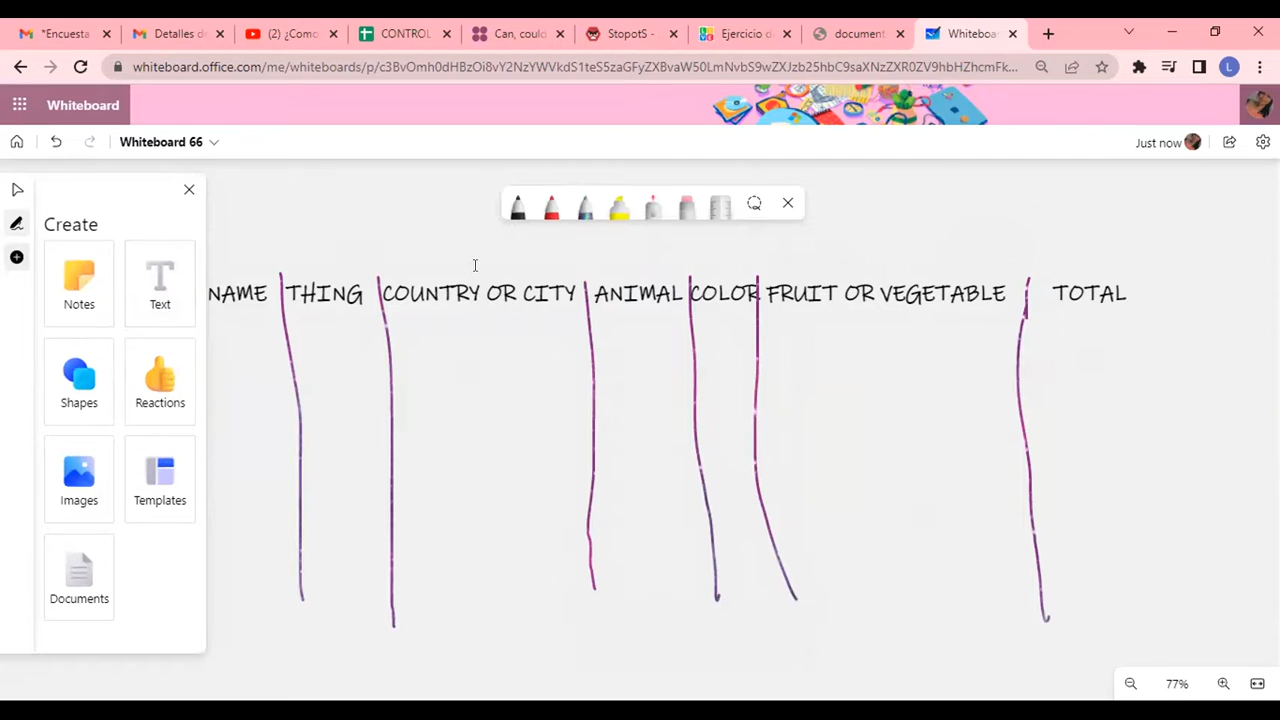 *Encuesta
Detalles d
(2) ¿Como
CONTROL
Can, coulo
StopotS -
Ejercicio d
document
Whiteboa
whiteboard.office.com/me/whiteboards/p/
L
Whiteboard
Whiteboard 66
Just now
Create
Notes
Text
Shapes
Reactions
Images
Templates
Documents
NAME THING COUNTRY OR CITY ANIMAL COLOR FRUIT OR VEGETABLE TOTAL
77%